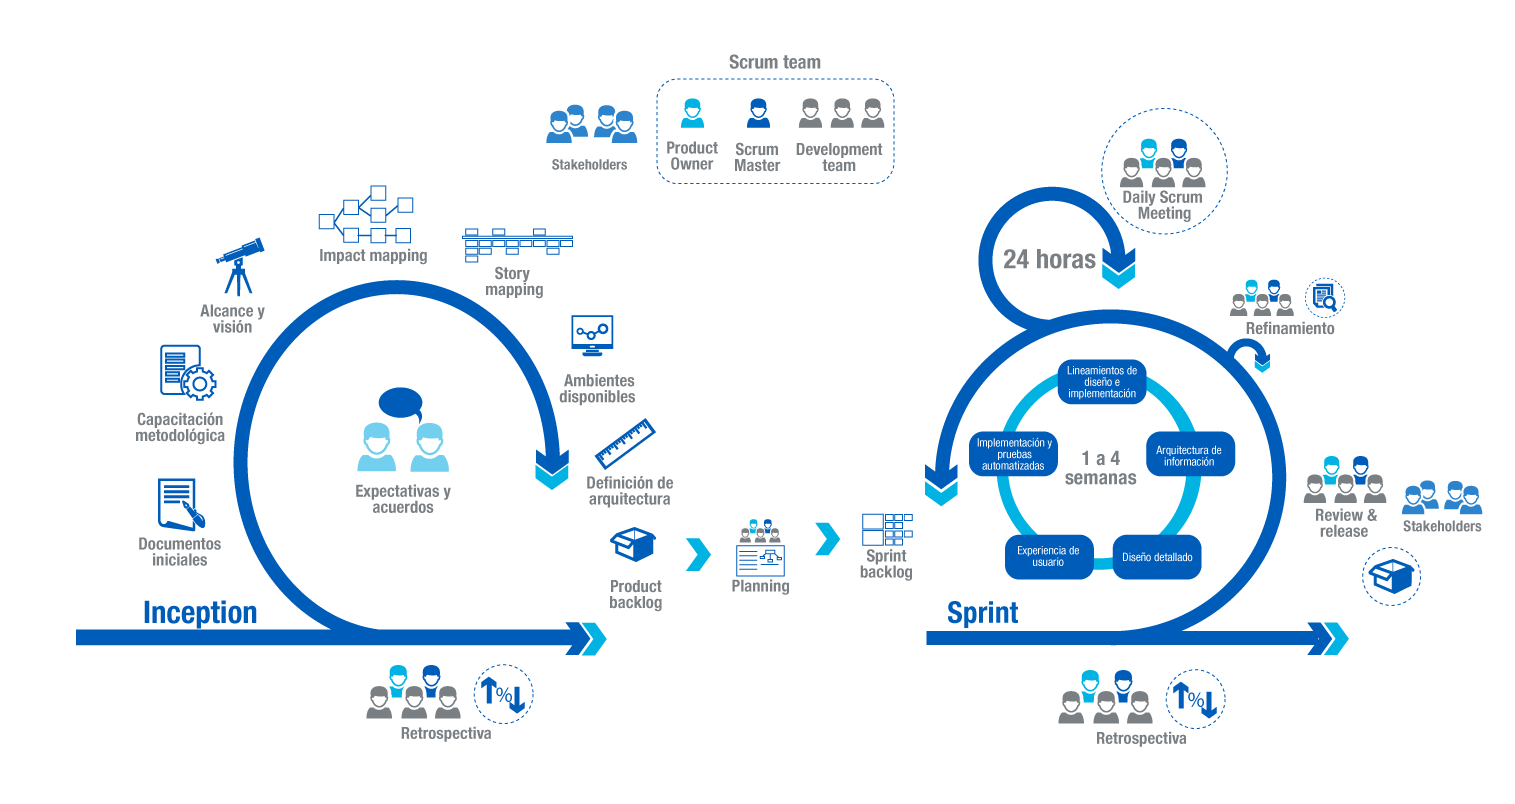 Scrum team
Stakeholders
Product
Owner
Scrum
Master
Development
team
Impact mapping
Story
mapping
Alcance y
visión
Ambientes
disponibles
Capacitación
metodológica
Expectativas y
acuerdos
Definición de
arquitectura
Documentos
iniciales
Product
backlog
Planning
Sprint
backlog
Inception
%
Retrospectiva
Daily Scrum
Meeting
24 horas
Refinamiento
Lineamientos de
diseño e
implementación
Implementación y
pruebas
automatizadas
1 a 4
semanas
Arquitectura de
información
Experiencia de
usuario
Diseño detallado
Review &
release
Stakeholders
Sprint
%
Retrospectiva